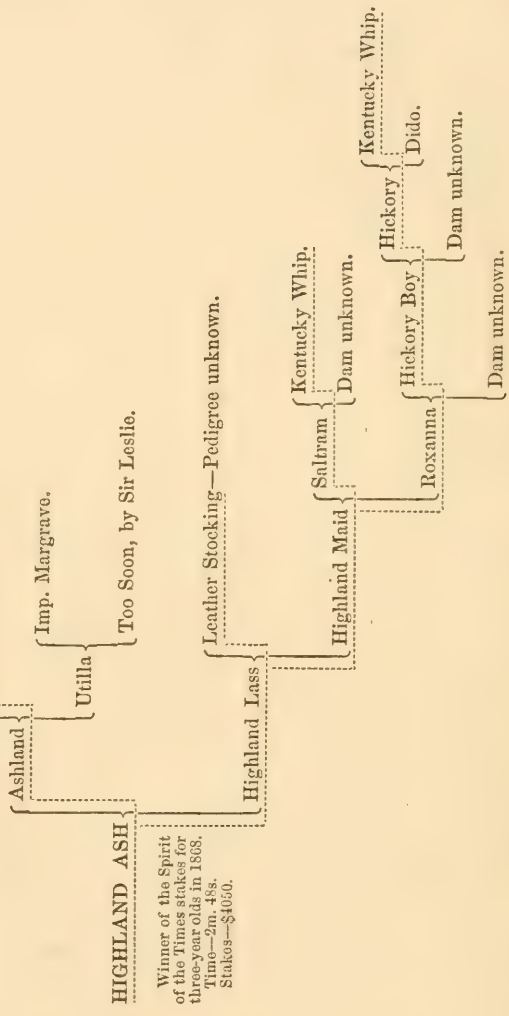 Ashland
Imp. Margrave.
Utilla
Too Soon, by Sir Leslie.
HIGHLAND ASH
Winner of the Spirit
of the Times stakes for
three-year olds in 1868.
Time—2m. 48s.
Stakes—$4050.
Leather Stocking—Pedigree unknown.
Highland Lass
Kentucky Whip.
Saltram
Dam unknown.
Highland Maid
Kentucky Whip.
Hickory
Dido.
Hickory Boy
Dam unknown.
Roxanna
Dam unknown.